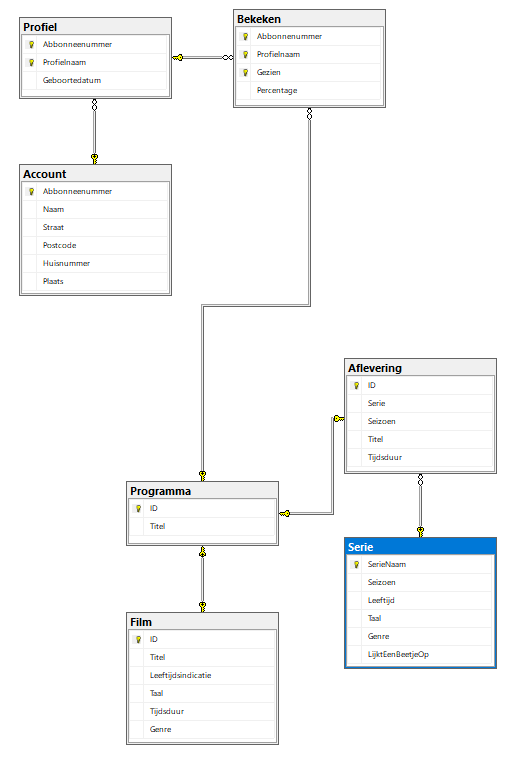 Profiel
Abbonneenummer
Profielnaam
Geboortedatum
Bekeken
Abbonnenummer
Profielnaam
Gezien
Percentage
Account
Abbonneenummer
Naam
Straat
Postcode
Huisnummer
Plaats
Aflevering
ID
Serie
Seizoen
Titel
Tijdsduur
Programma
ID
Titel
Serie
SerieNaam
Seizoen
Leeftijd
Taal
Genre
LijktEenBeetjeOp
Film
ID
Titel
Leeftijdsindicatie
Taal
Tijdsduur
Genre